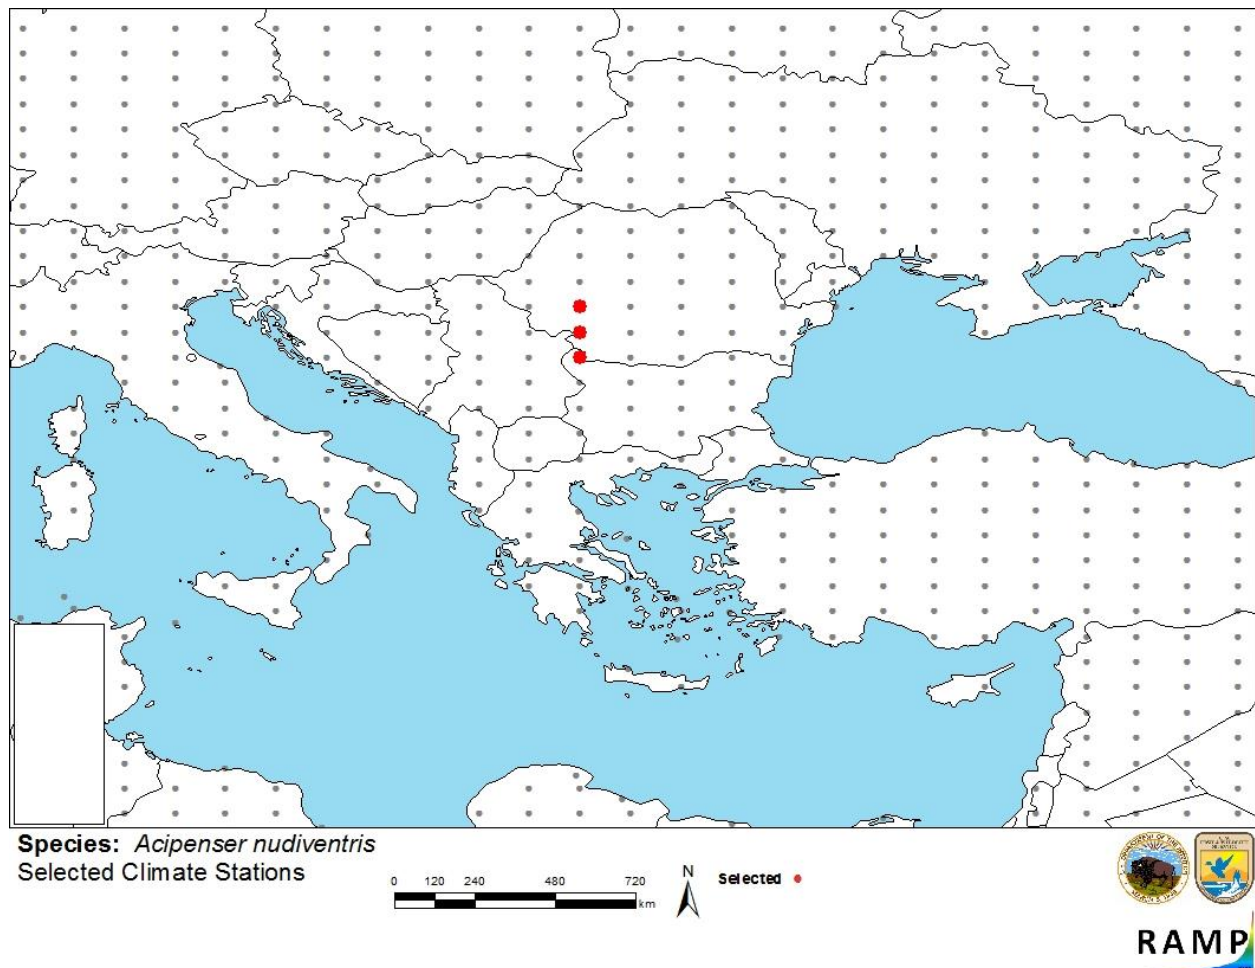 Species: Acipenser nudiventris
Selected Climate Stations
0 120 240 480 720
km
N
Selected
RAMP